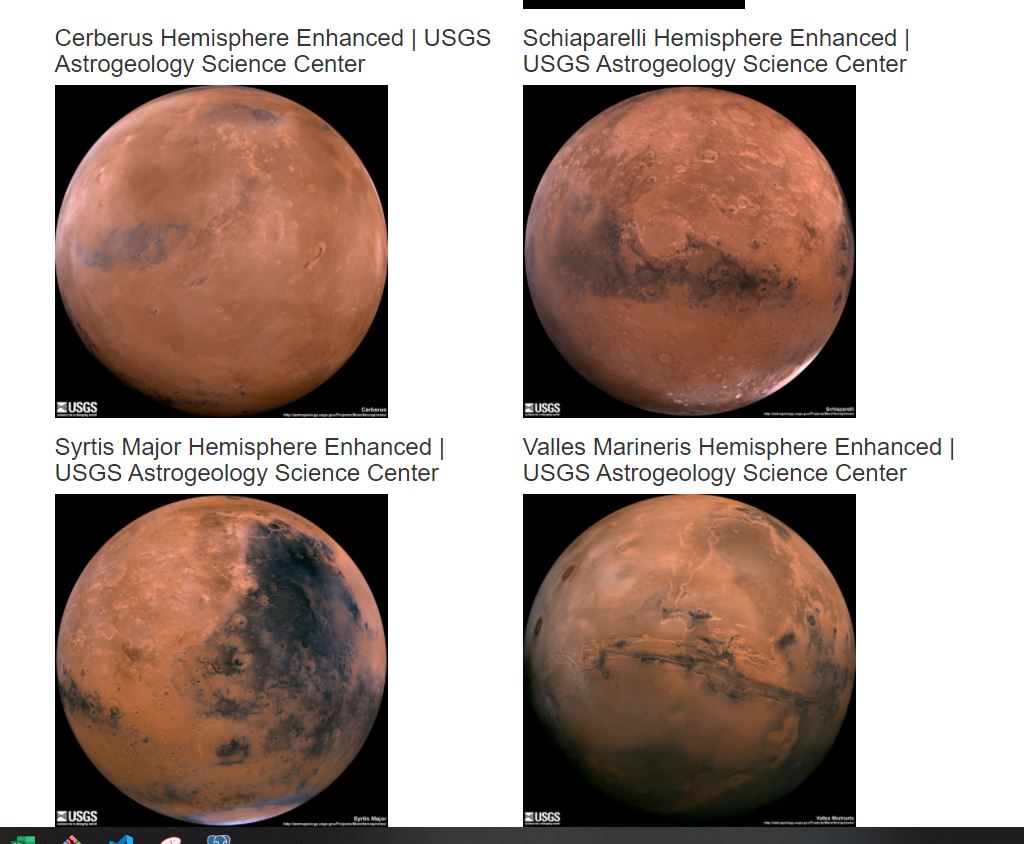 Cerberus Hemisphere Enhanced | USGS
Astrogeology Science Center
Schiaparelli Hemisphere Enhanced |
USGS Astrogeology Science Center
USGS
Cerberus
USGS
Schiaparelli
Syrtis Major Hemisphere Enhanced |
USGS Astrogeology Science Center
Valles Marineris Hemisphere Enhanced |
USGS Astrogeology Science Center
USGS
Syrtis Major
USGS
Valles Marineris